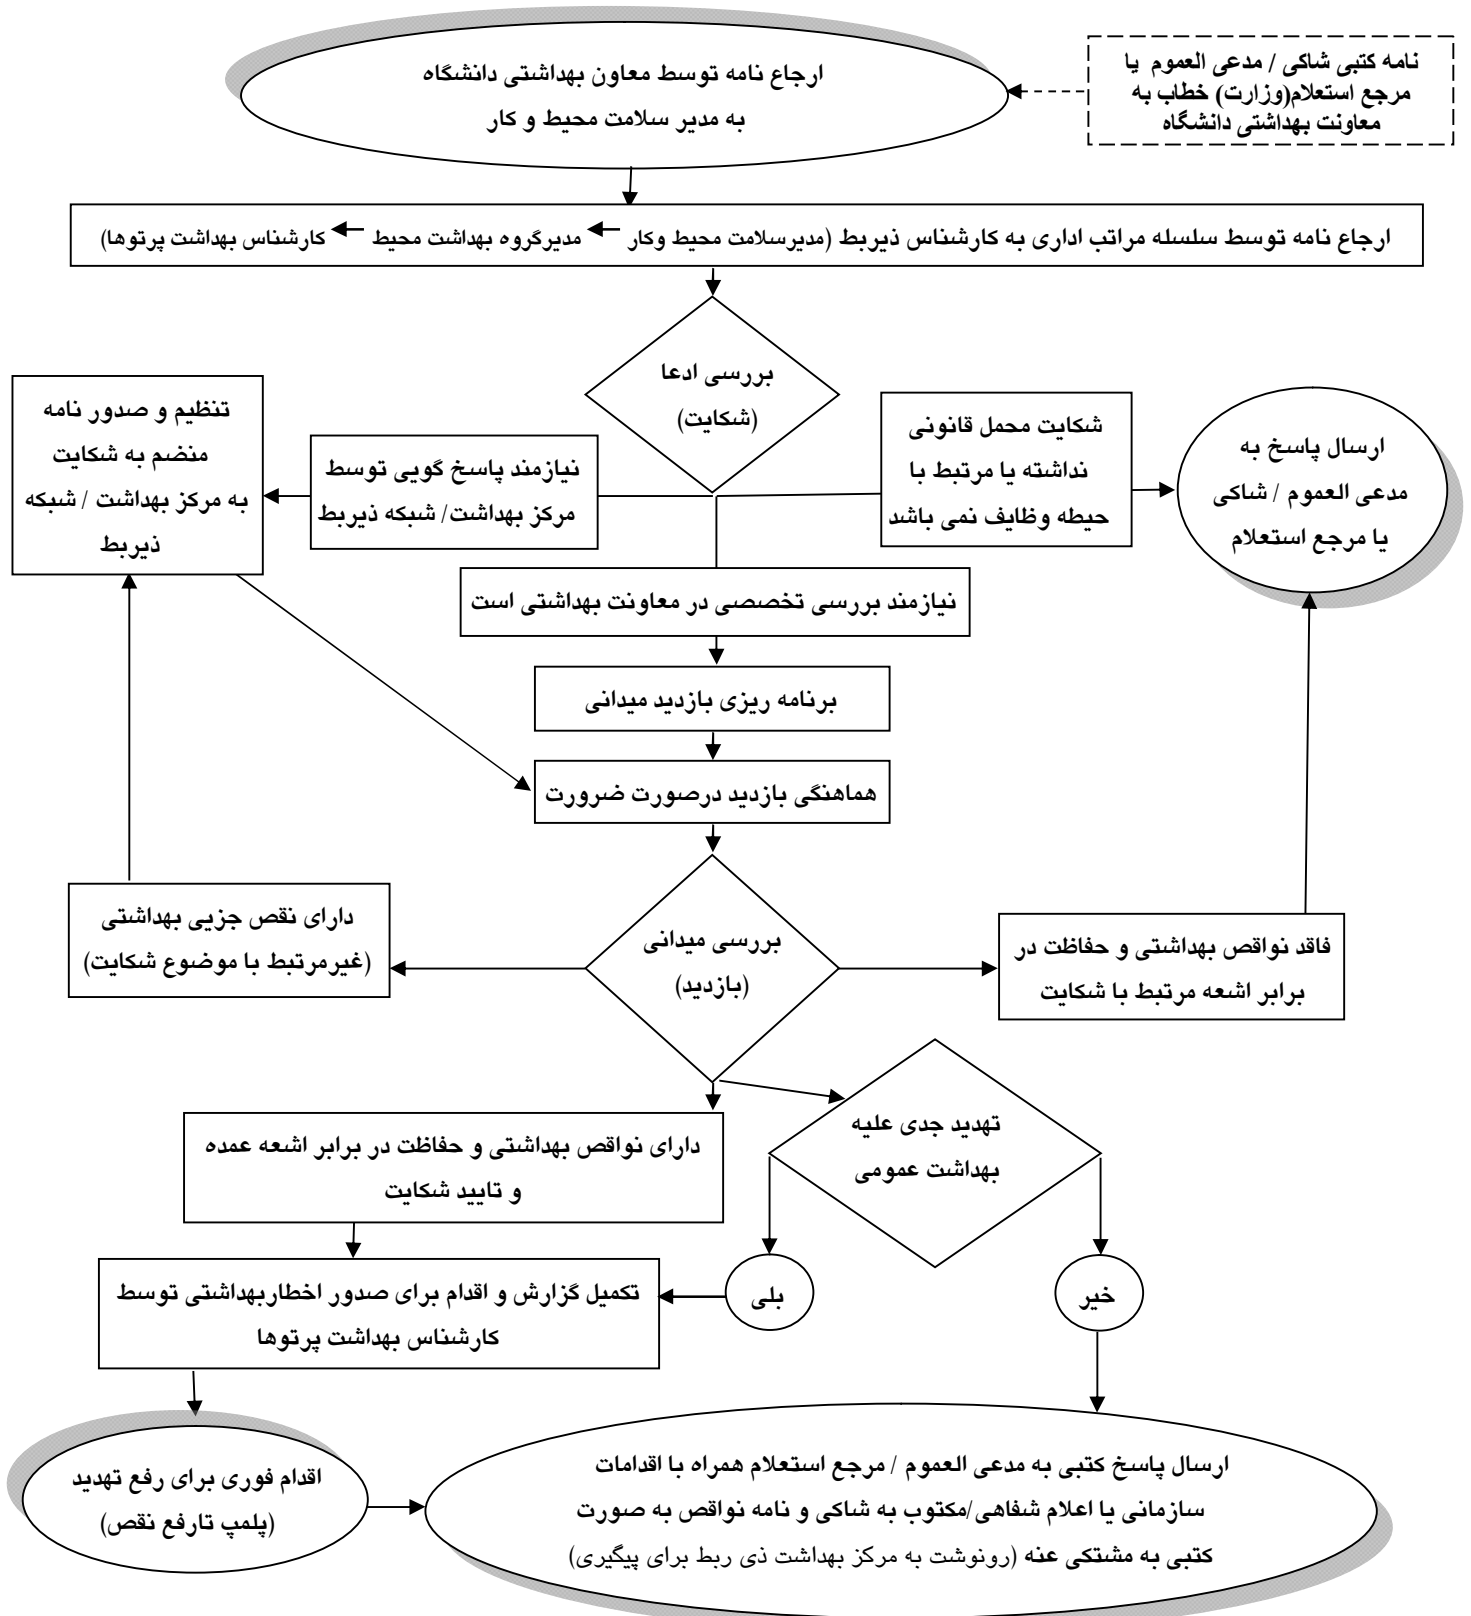 نامه کتبی شاکی / مدعی العموم یا
مرجع استعلام(وزارت) خطاب به
معاونت بهداشتی دانشگاه
ارجاع نامه توسط معاون بهداشتی دانشگاه
به مدیر سلامت محیط و کار
ارجاع نامه توسط سلسله مراتب اداری به کارشناس ذیربط (مدیرسلامت محیط وکار ← مدیرگروه بهداشت محیط ← کارشناس بهداشت پرتوها)
بررسی ادعا
(شکایت)
شکایت محمل قانونی
نداشته یا مرتبط با
حیطه وظایف نمی باشد
ارسال پاسخ به
مدعی العموم / شاکی
یا مرجع استعلام
نیازمند پاسخ گویی توسط
مرکز بهداشت/ شبکه ذیربط
تنظیم و صدور نامه
منضم به شکایت
به مرکز بهداشت / شبکه
ذیربط
نیازمند بررسی تخصصی در معاونت بهداشتی است
برنامه ریزی بازدید میدانی
هماهنگی بازدید درصورت ضرورت
بررسی میدانی
(بازدید)
فاقد نواقص بهداشتی و حفاظت در
برابر اشعه مرتبط با شکایت
دارای نقص جزیی بهداشتی
(غیرمرتبط با موضوع شکایت)
تهدید جدی علیه
بهداشت عمومی
دارای نواقص بهداشتی و حفاظت در برابر اشعه عمده
و تایید شکایت
خیر
بلی
تکمیل گزارش و اقدام برای صدور اخطاربهداشتی توسط
کارشناس بهداشت پرتوها
اقدام فوری برای رفع تهدید
(پلمپ تارفع نقص)
ارسال پاسخ کتبی به مدعی العموم / مرجع استعلام همراه با اقدامات
سازمانی یا اعلام شفاهی/مکتوب به شاکی و نامه نواقص به صورت
کتبی به مشتکی عنه (رونوشت به مرکز بهداشت ذی ربط برای پیگیری)